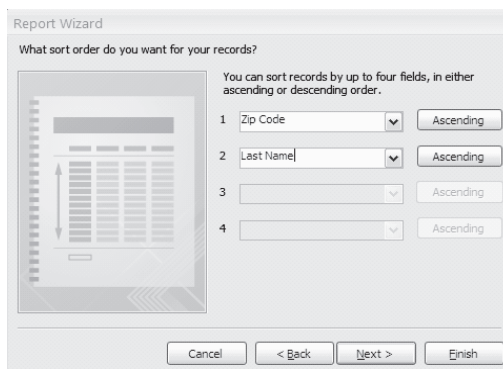 Report Wizard
What sort order do you want for your records?
You can sort records by up to four fields, in either
ascending or descending order.
1 Zip Code Ascending
2 Last Name Ascending
3 Ascending
4 Ascending
Cancel < Back Next > Finish